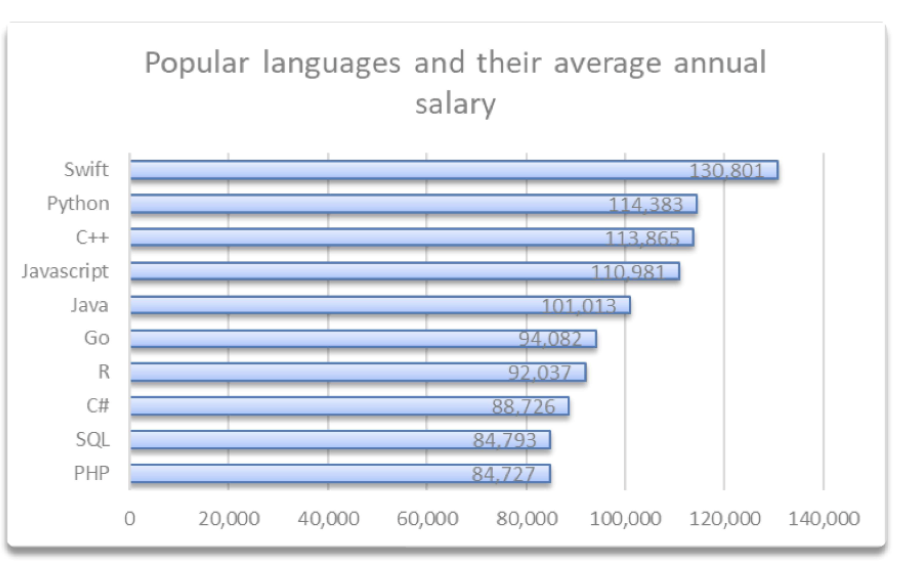 Popular languages and their average annual
salary
Swift 130,801
Python 114,383
C++ 113,865
Javascript 110,981
Java 101,013
Go 94,082
R 92,037
C# 88,726
SQL 84,793
PHP 84,727
0 20,000 40,000 60,000 80,000 100,000 120,000 140,000